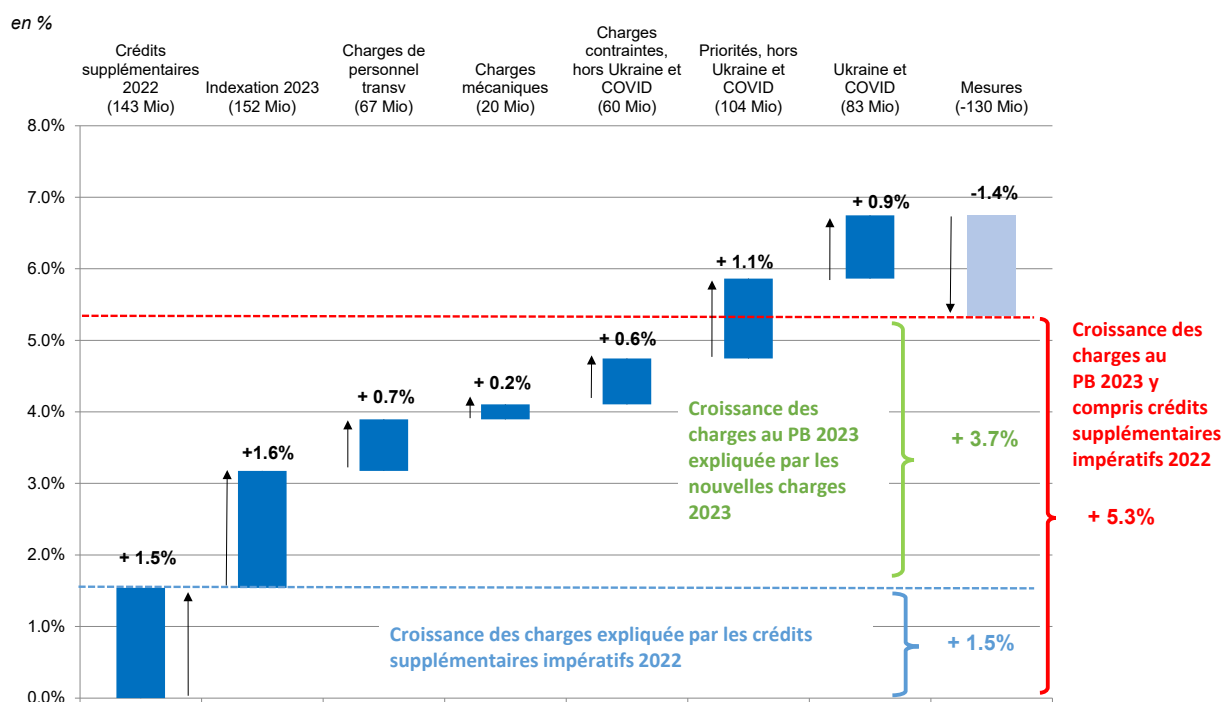 en %
Crédits
supplémentaires
2022
(143 Mio)
Indexation 2023
(152 Mio)
Charges de
personnel
transv
(67 Mio)
Charges
mécaniques
(20 Mio)
Charges
contraintes,
hors Ukraine et
COVID
(60 Mio)
Priorités, hors
Ukraine et
COVID
(104 Mio)
Ukraine et
COVID
(83 Mio)
Mesures
(-130 Mio)
8.0%
7.0%
6.0%
5.0%
4.0%
3.0%
2.0%
1.0%
0.0%
+ 1.5%
+1.6%
+ 0.7%
+ 0.2%
+ 0.6%
+ 1.1%
+ 0.9%
-1.4%
Croissance des
charges au PB 2023
expliquée par les
nouvelles charges
2023
+ 3.7%
Croissance des charges expliquée par les crédits
supplémentaires impératifs 2022
+ 1.5%
Croissance des
charges au
PB 2023 y
compris crédits
supplémentaires
impératifs 2022
+ 5.3%